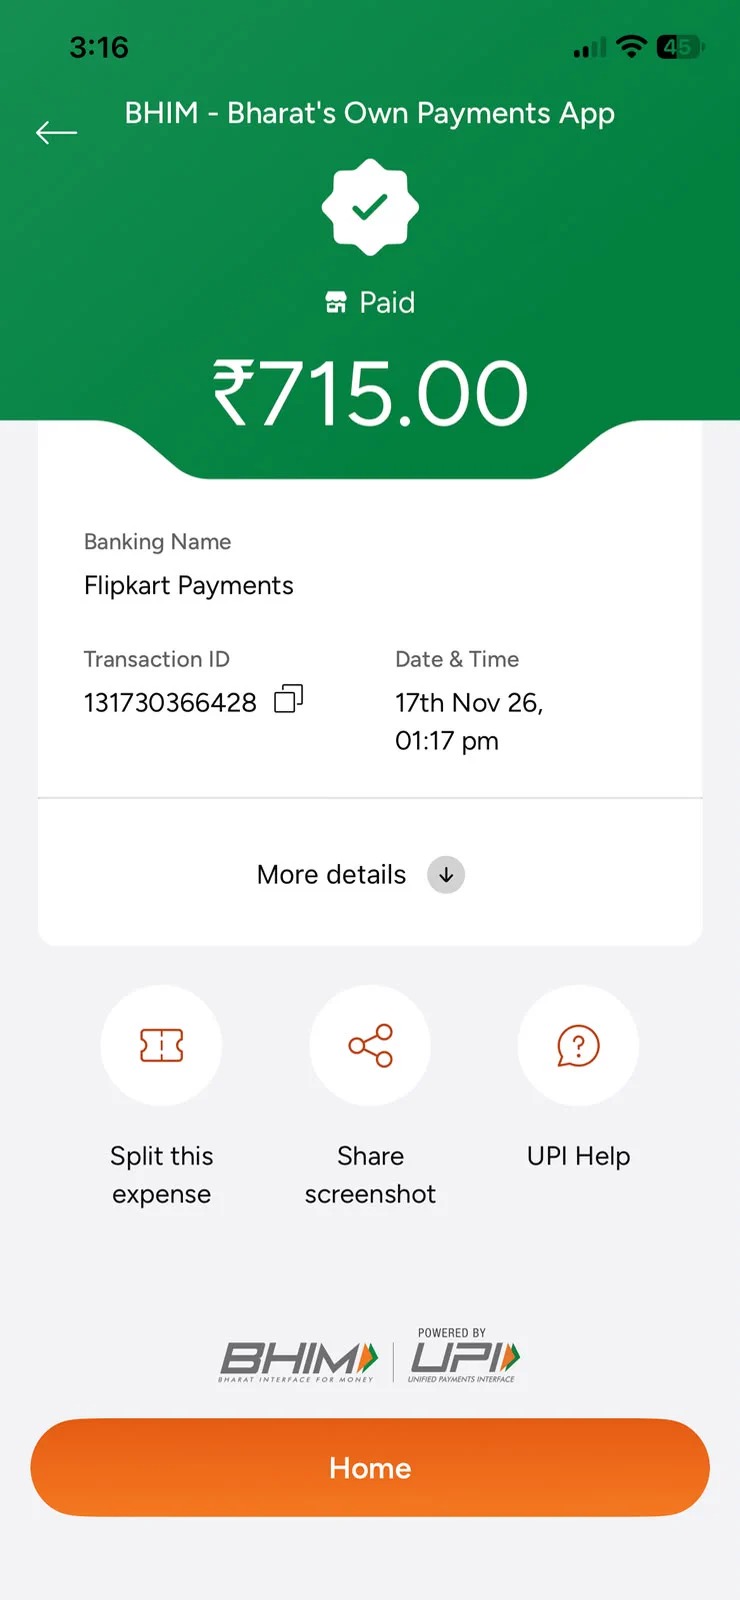 3:16
45
BHIM - Bharat's Own Payments App
Paid
₹715.00
Banking Name
Flipkart Payments
Transaction ID
131730366428
Date & Time
17th Nov 26,
01:17 pm
More details
Split this
expense
Share
screenshot
UPI Help
BHIM
BHARAT INTERFACE FOR MONEY
POWERED BY
UPI
UNIFIED PAYMENTS INTERFACE
Home